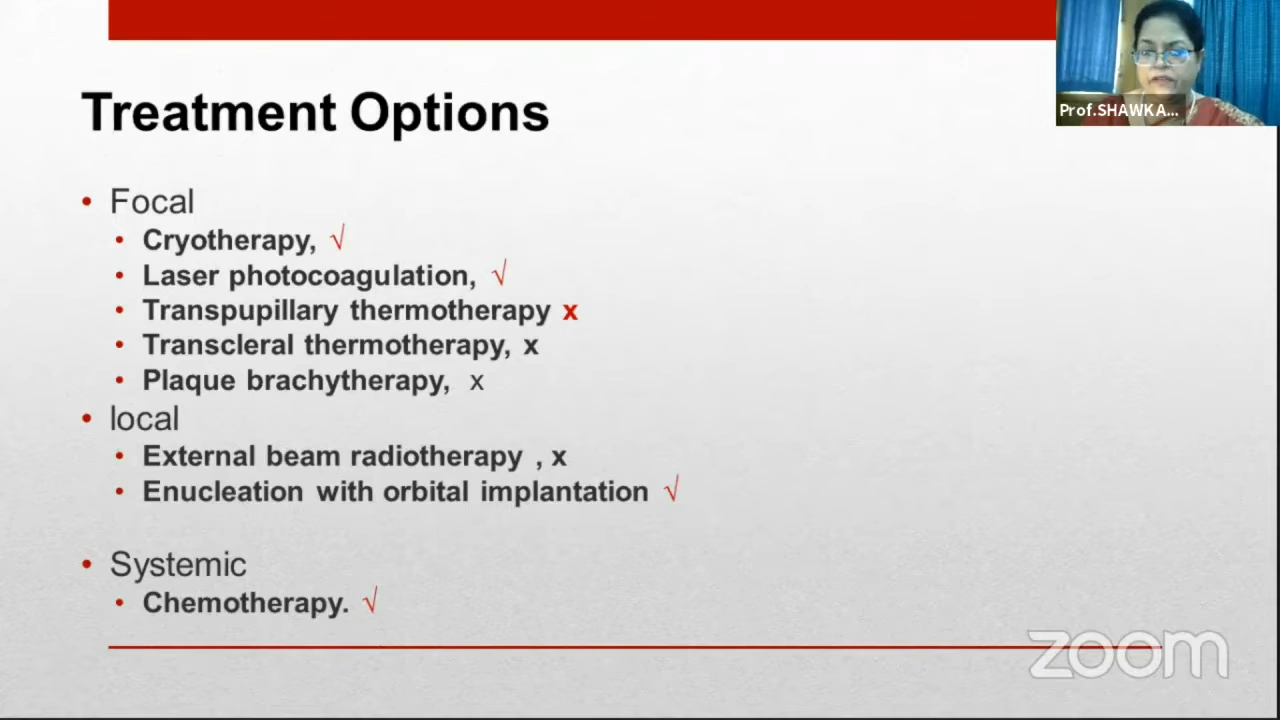 Treatment Options
• Focal
• Cryotherapy, √
• Laser photocoagulation, √
• Transpupillary thermotherapy x
• Transcleral thermotherapy, x
• Plaque brachytherapy, x
• local
• External beam radiotherapy , x
• Enucleation with orbital implantation √
• Systemic
• Chemotherapy. √
Prof.SHAWKA...
zoom